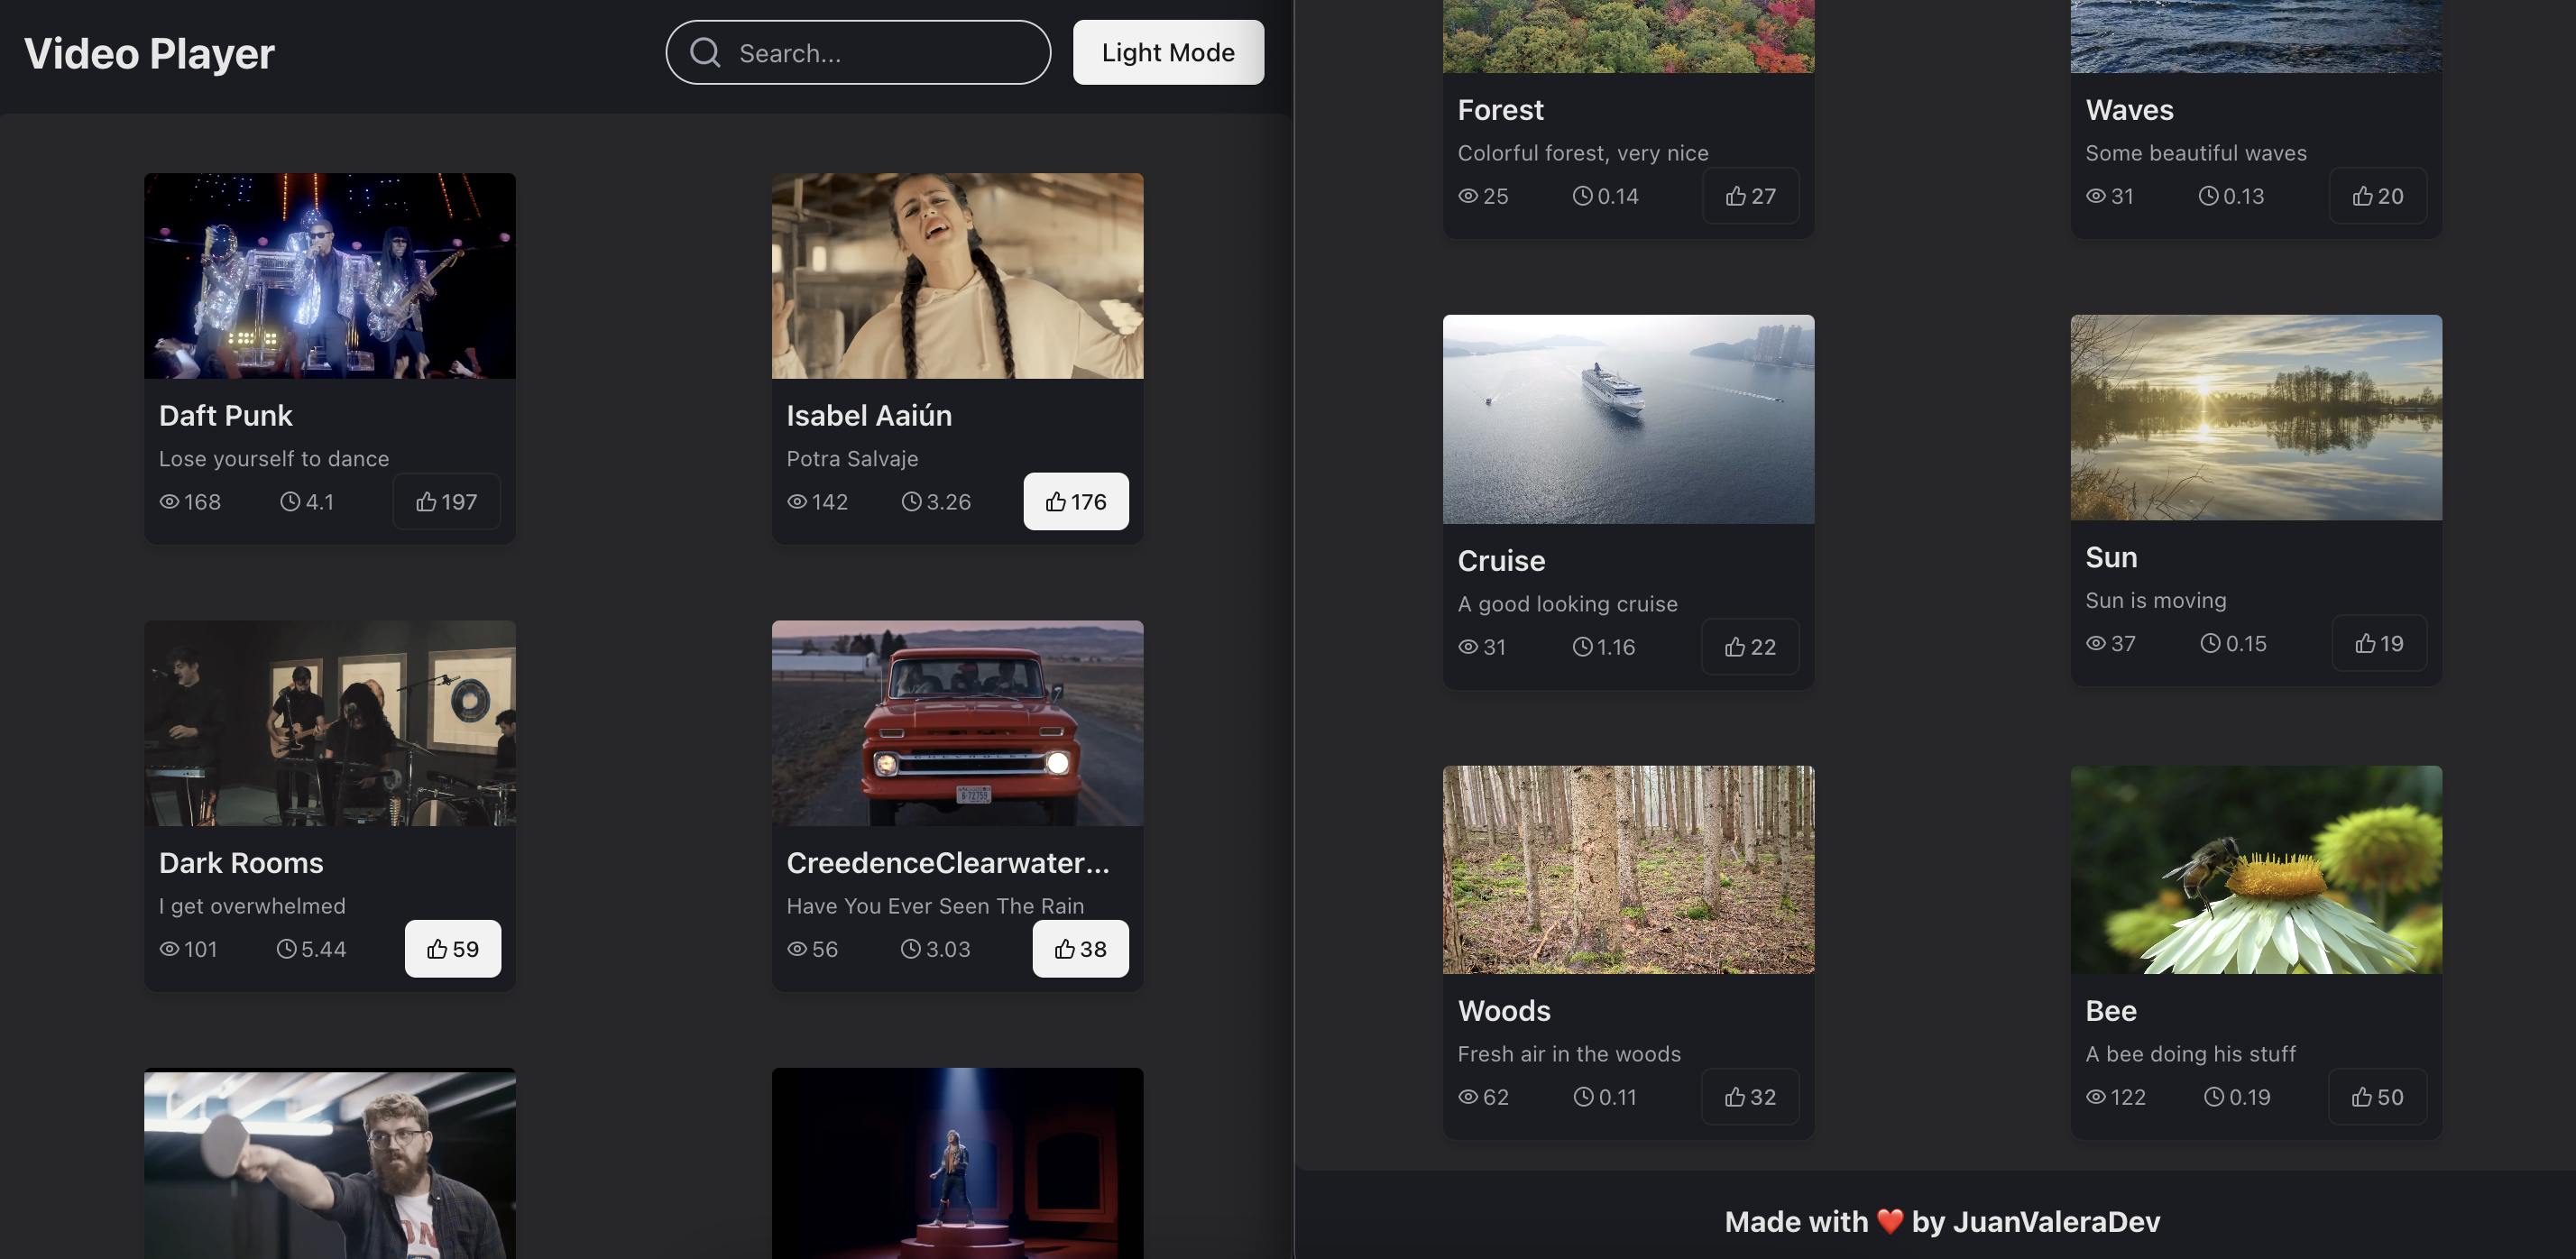 Video Player
Search...
Light Mode
Daft Punk
Lose yourself to dance
168 4.1 197
Isabel Aaiún
Potra Salvaje
142 3.26 176
Dark Rooms
I get overwhelmed
101 5.44 59
CreedenceClearwater...
Have You Ever Seen The Rain
56 3.03 38
Forest
Colorful forest, very nice
25 0.14 27
Waves
Some beautiful waves
31 0.13 20
Cruise
A good looking cruise
31 1.16 22
Sun
Sun is moving
37 0.15 19
Woods
Fresh air in the woods
62 0.11 32
Bee
A bee doing his stuff
122 0.19 50
Made with ❤️ by JuanValeraDev